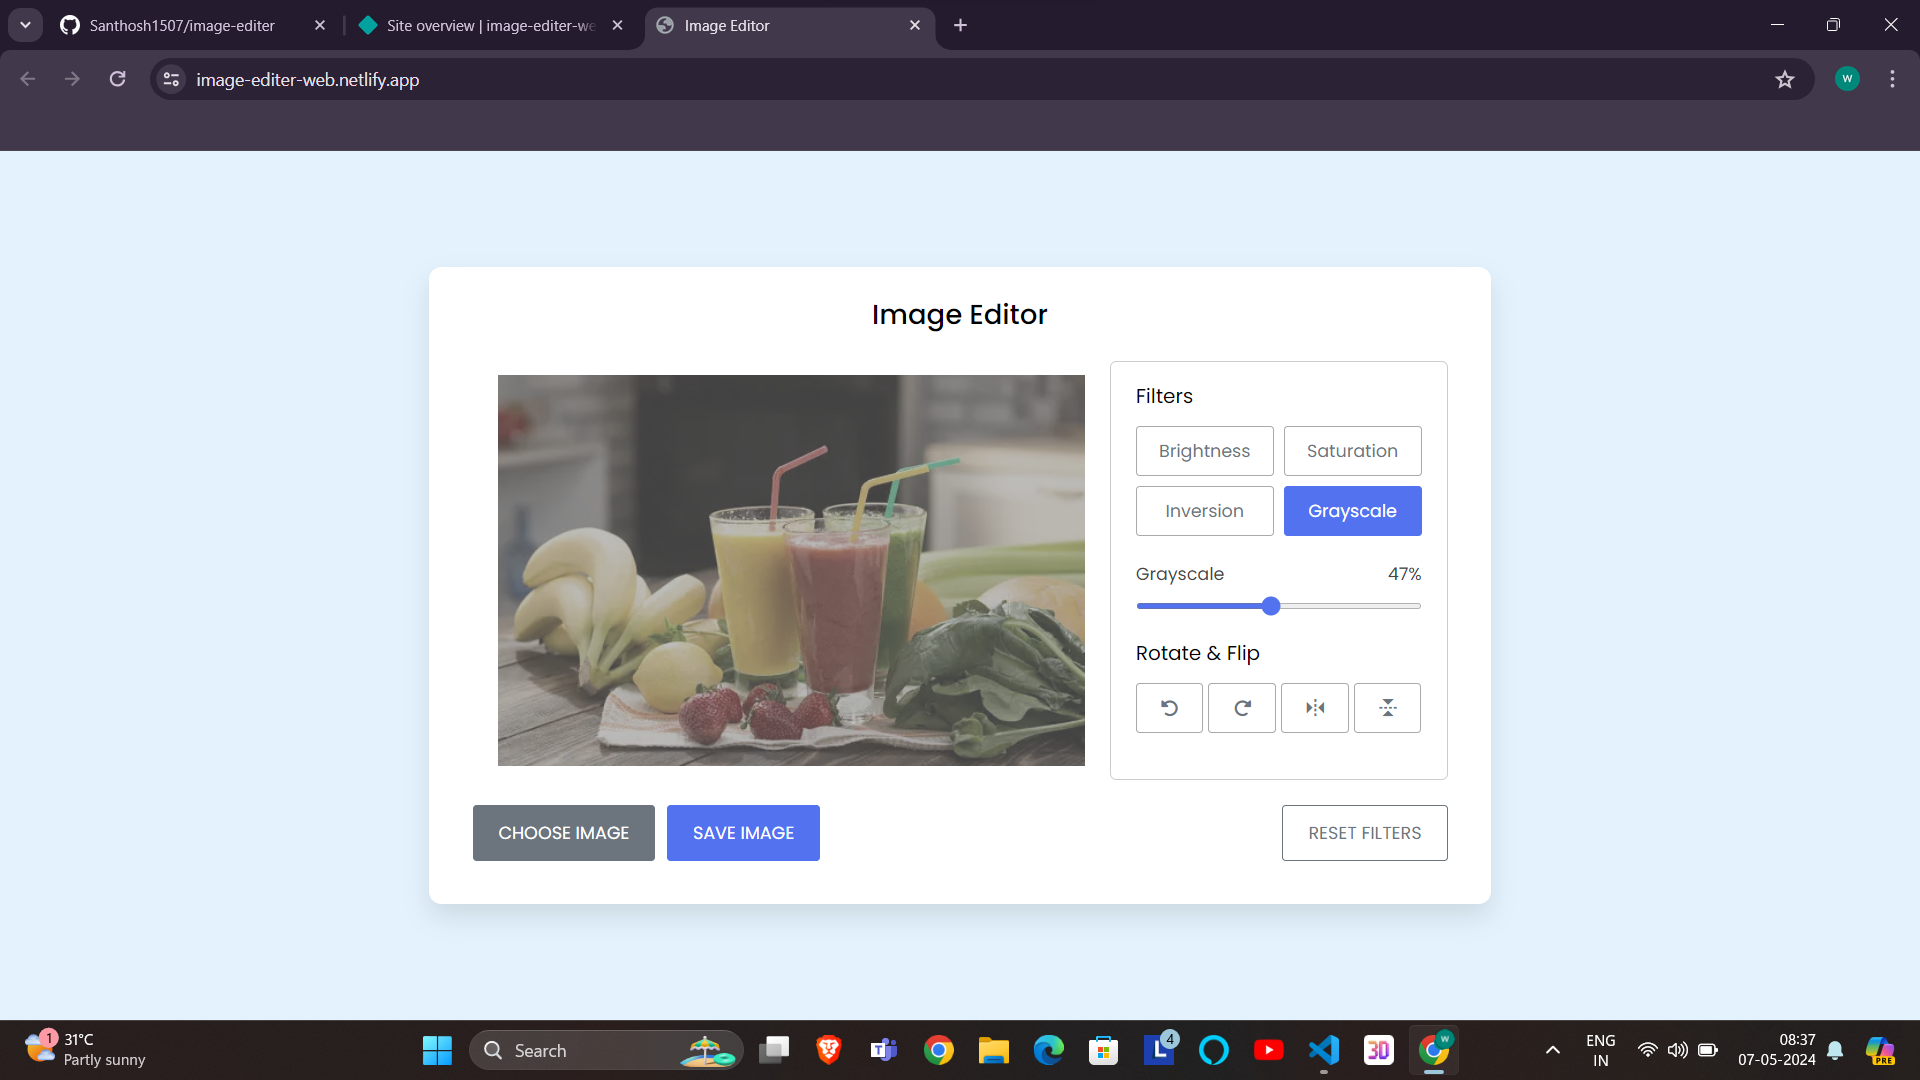 Santhosh1507/image-editer
Site overview | image-editer-we
Image Editor
image-editer-web.netlify.app
W
Image Editor
Filters
Brightness
Saturation
Inversion
Grayscale
Grayscale 47%
Rotate & Flip
CHOOSE IMAGE
SAVE IMAGE
RESET FILTERS
1
31°C
Partly sunny
Search
T
L
4
3D
W
ENG
IN
08:37
07-05-2024
PRE